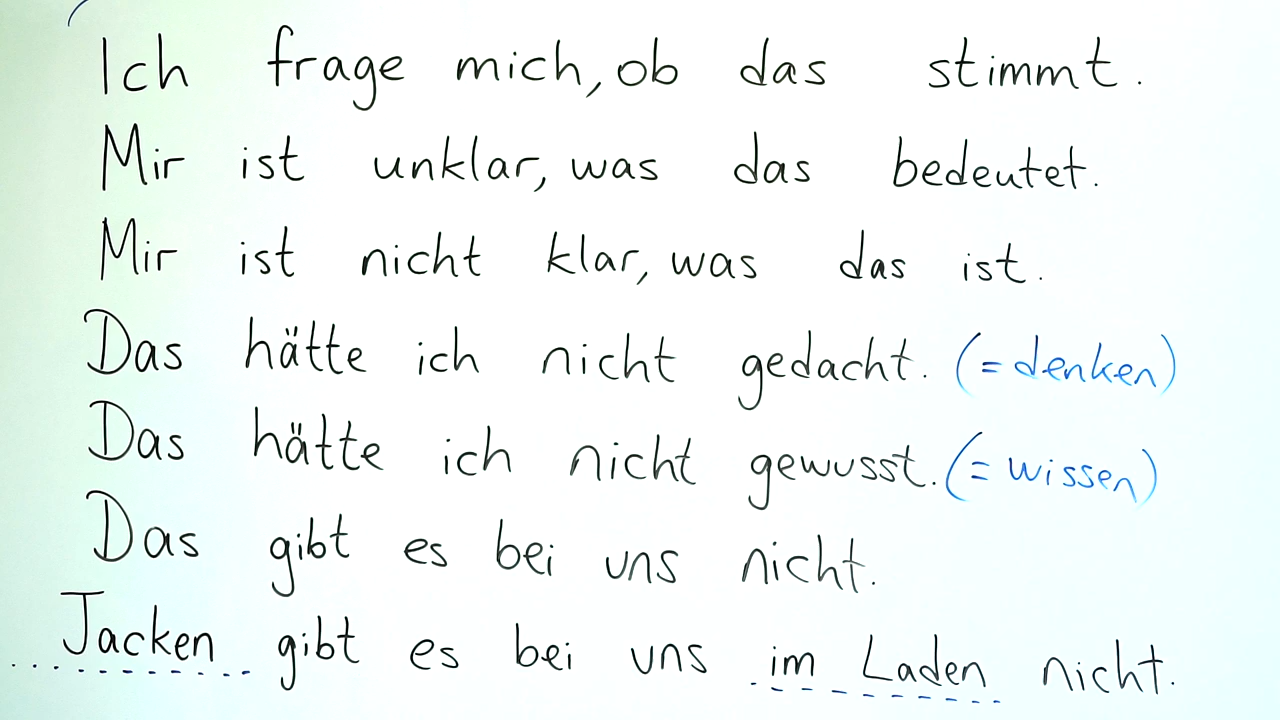 Ich frage mich, ob das stimmt.
Mir ist unklar, was das bedeutet.
Mir ist nicht klar, was das ist.
Das hätte ich nicht gedacht. (= denken)
Das hätte ich nicht gewusst. (= wissen)
Das gibt es bei uns nicht.
Jacken gibt es bei uns im Laden nicht.